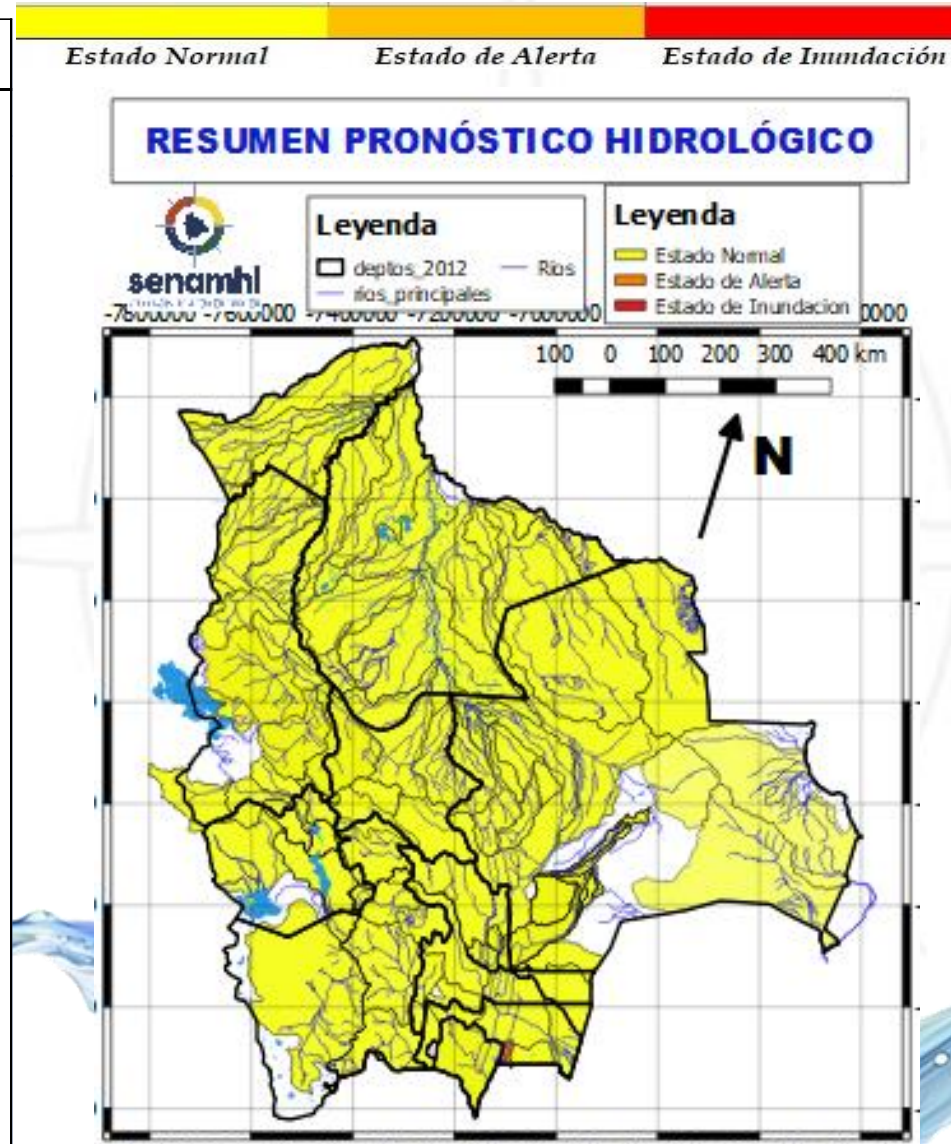 Estado Normal Estado de Alerta Estado de Inundación
RESUMEN PRONÓSTICO HIDROLÓGICO
senamhi
Leyenda
deptos_2012 Rios
rios_principales
Leyenda
Estado Normal
Estado de Alerta
Estado de Inundacion
-7800000 -7600000 -7400000 -7200000 -7000000 0000
100 0 100 200 300 400 km
N